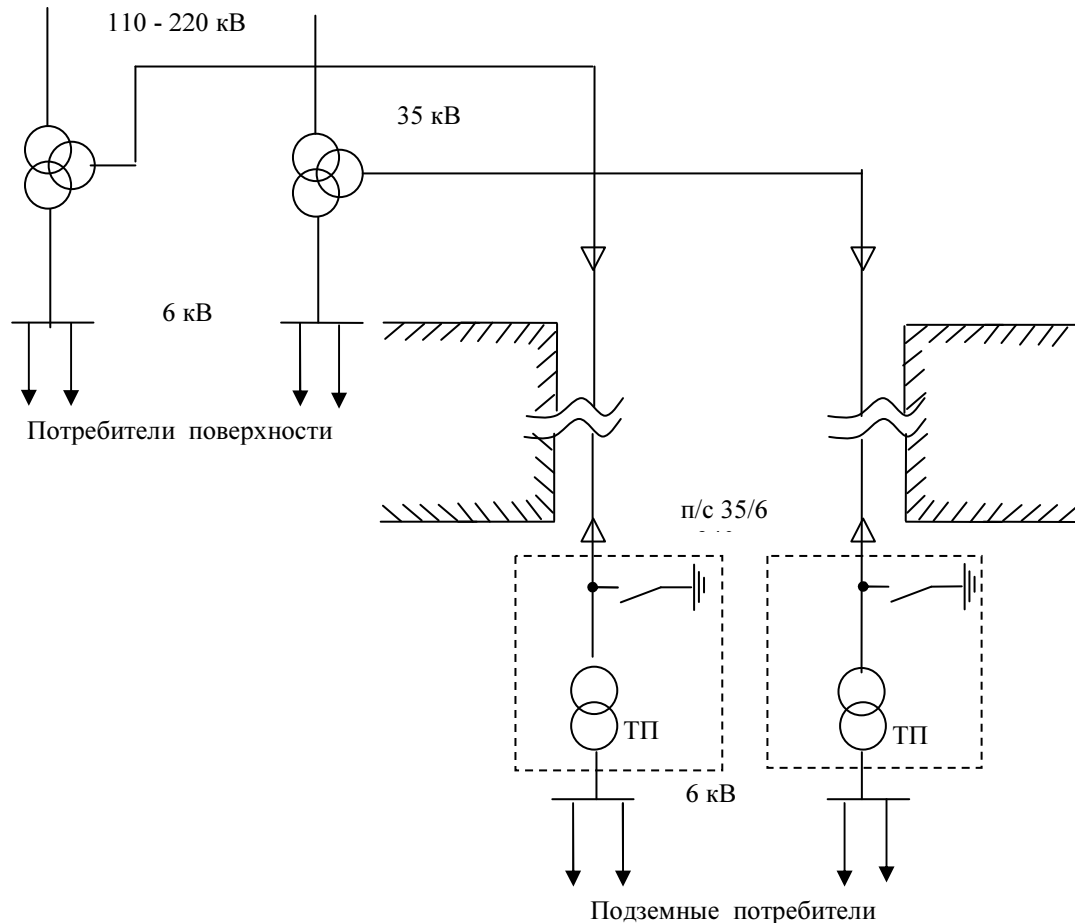 110 - 220 кВ
35 кВ
6 кВ
Потребители поверхности
п/с 35/6
ТП
ТП
6 кВ
Подземные потребители